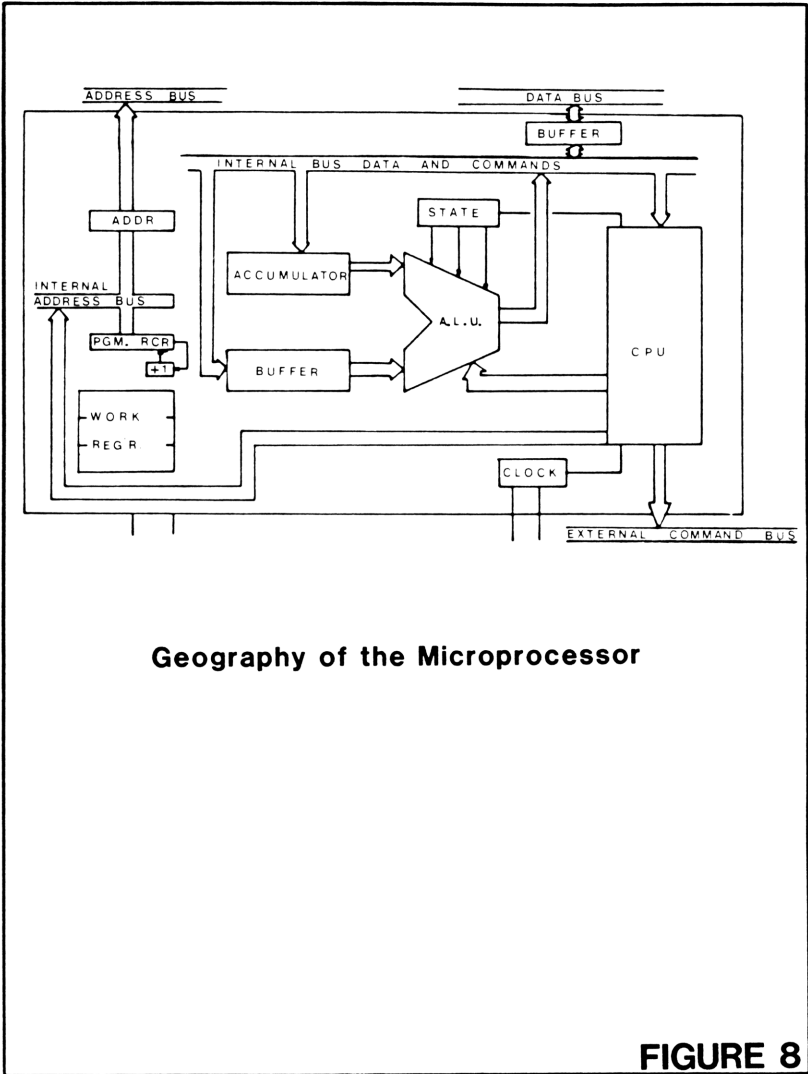 ADDRESS BUS
DATA BUS
BUFFER
INTERNAL BUS DATA AND COMMANDS
STATE
ADDR
ACCUMULATOR
INTERNAL
ADDRESS BUS
A.L.U.
PGM. RCR
+1
CPU
BUFFER
WORK
REGR.
CLOCK
EXTERNAL COMMAND BUS
Geography of the Microprocessor
FIGURE 8